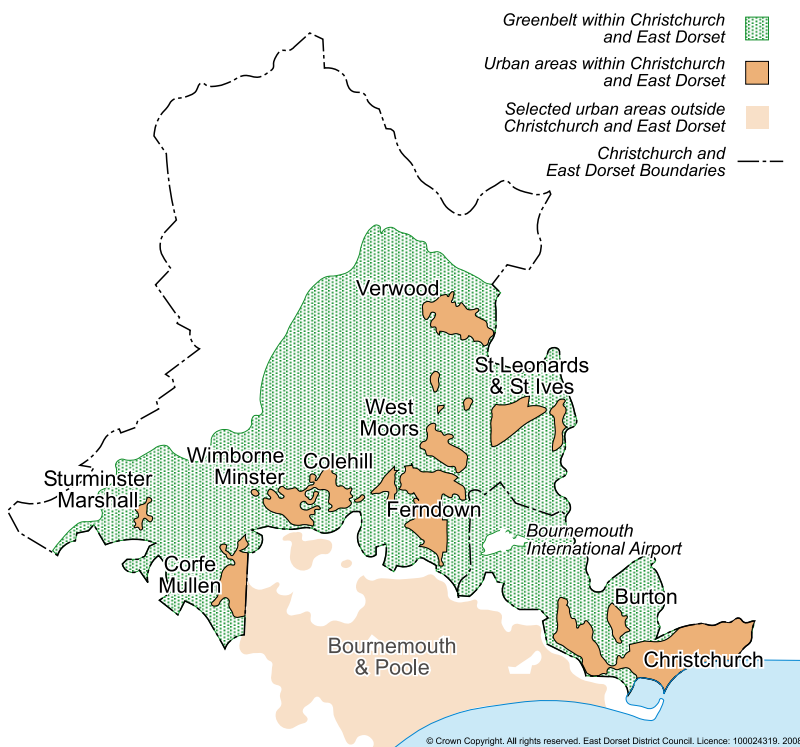 Greenbelt within Christchurch
and East Dorset
Urban areas within Christchurch
and East Dorset
Selected urban areas outside
Christchurch and East Dorset
Christchurch and
East Dorset Boundaries
Verwood
St Leonards
& St Ives
West
Moors
Wimborne
Minster
Colehill
Sturminster
Marshall
Ferndown
Bournemouth
International Airport
Corfe
Mullen
Burton
Bournemouth
& Poole
Christchurch
© Crown Copyright. All rights reserved. East Dorset District Council. Licence: 100024319. 2008